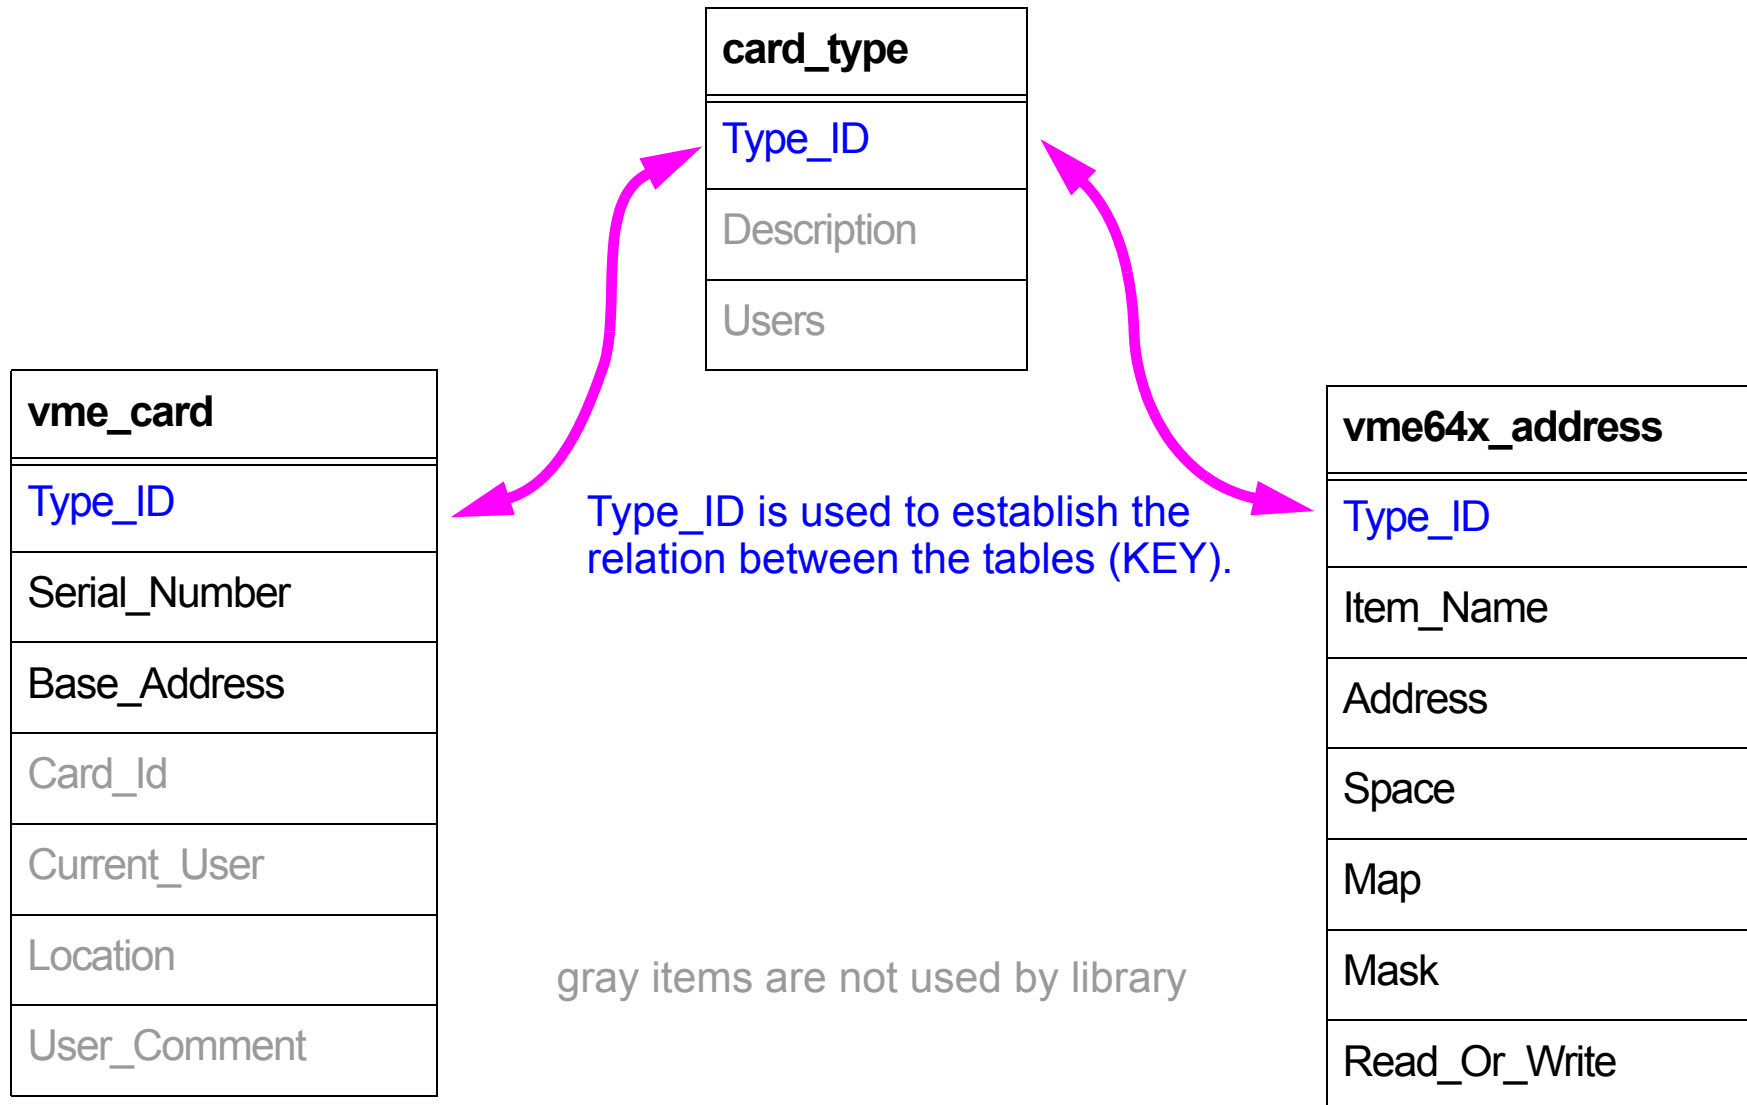 card_type
Type_ID
Description
Users
vme_card
Type_ID
Serial_Number
Base_Address
Card_Id
Current_User
Location
User_Comment
Type_ID is used to establish the
relation between the tables (KEY).
gray items are not used by library
vme64x_address
Type_ID
Item_Name
Address
Space
Map
Mask
Read_Or_Write